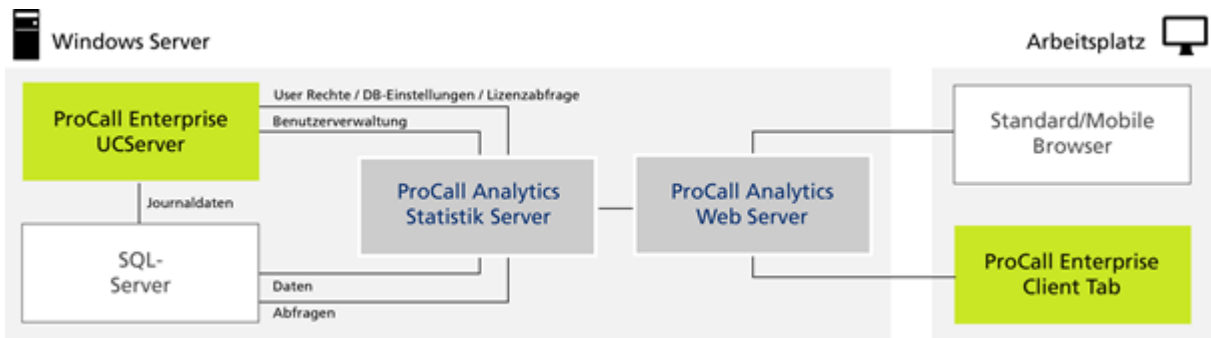 Windows Server
Arbeitsplatz
ProCall Enterprise
UCServer
User Rechte / DB-Einstellungen / Lizenzabfrage
Benutzerverwaltung
Journaldaten
SQL-
Server
Daten
Abfragen
ProCall Analytics
Statistik Server
ProCall Analytics
Web Server
Standard/Mobile
Browser
ProCall Enterprise
Client Tab